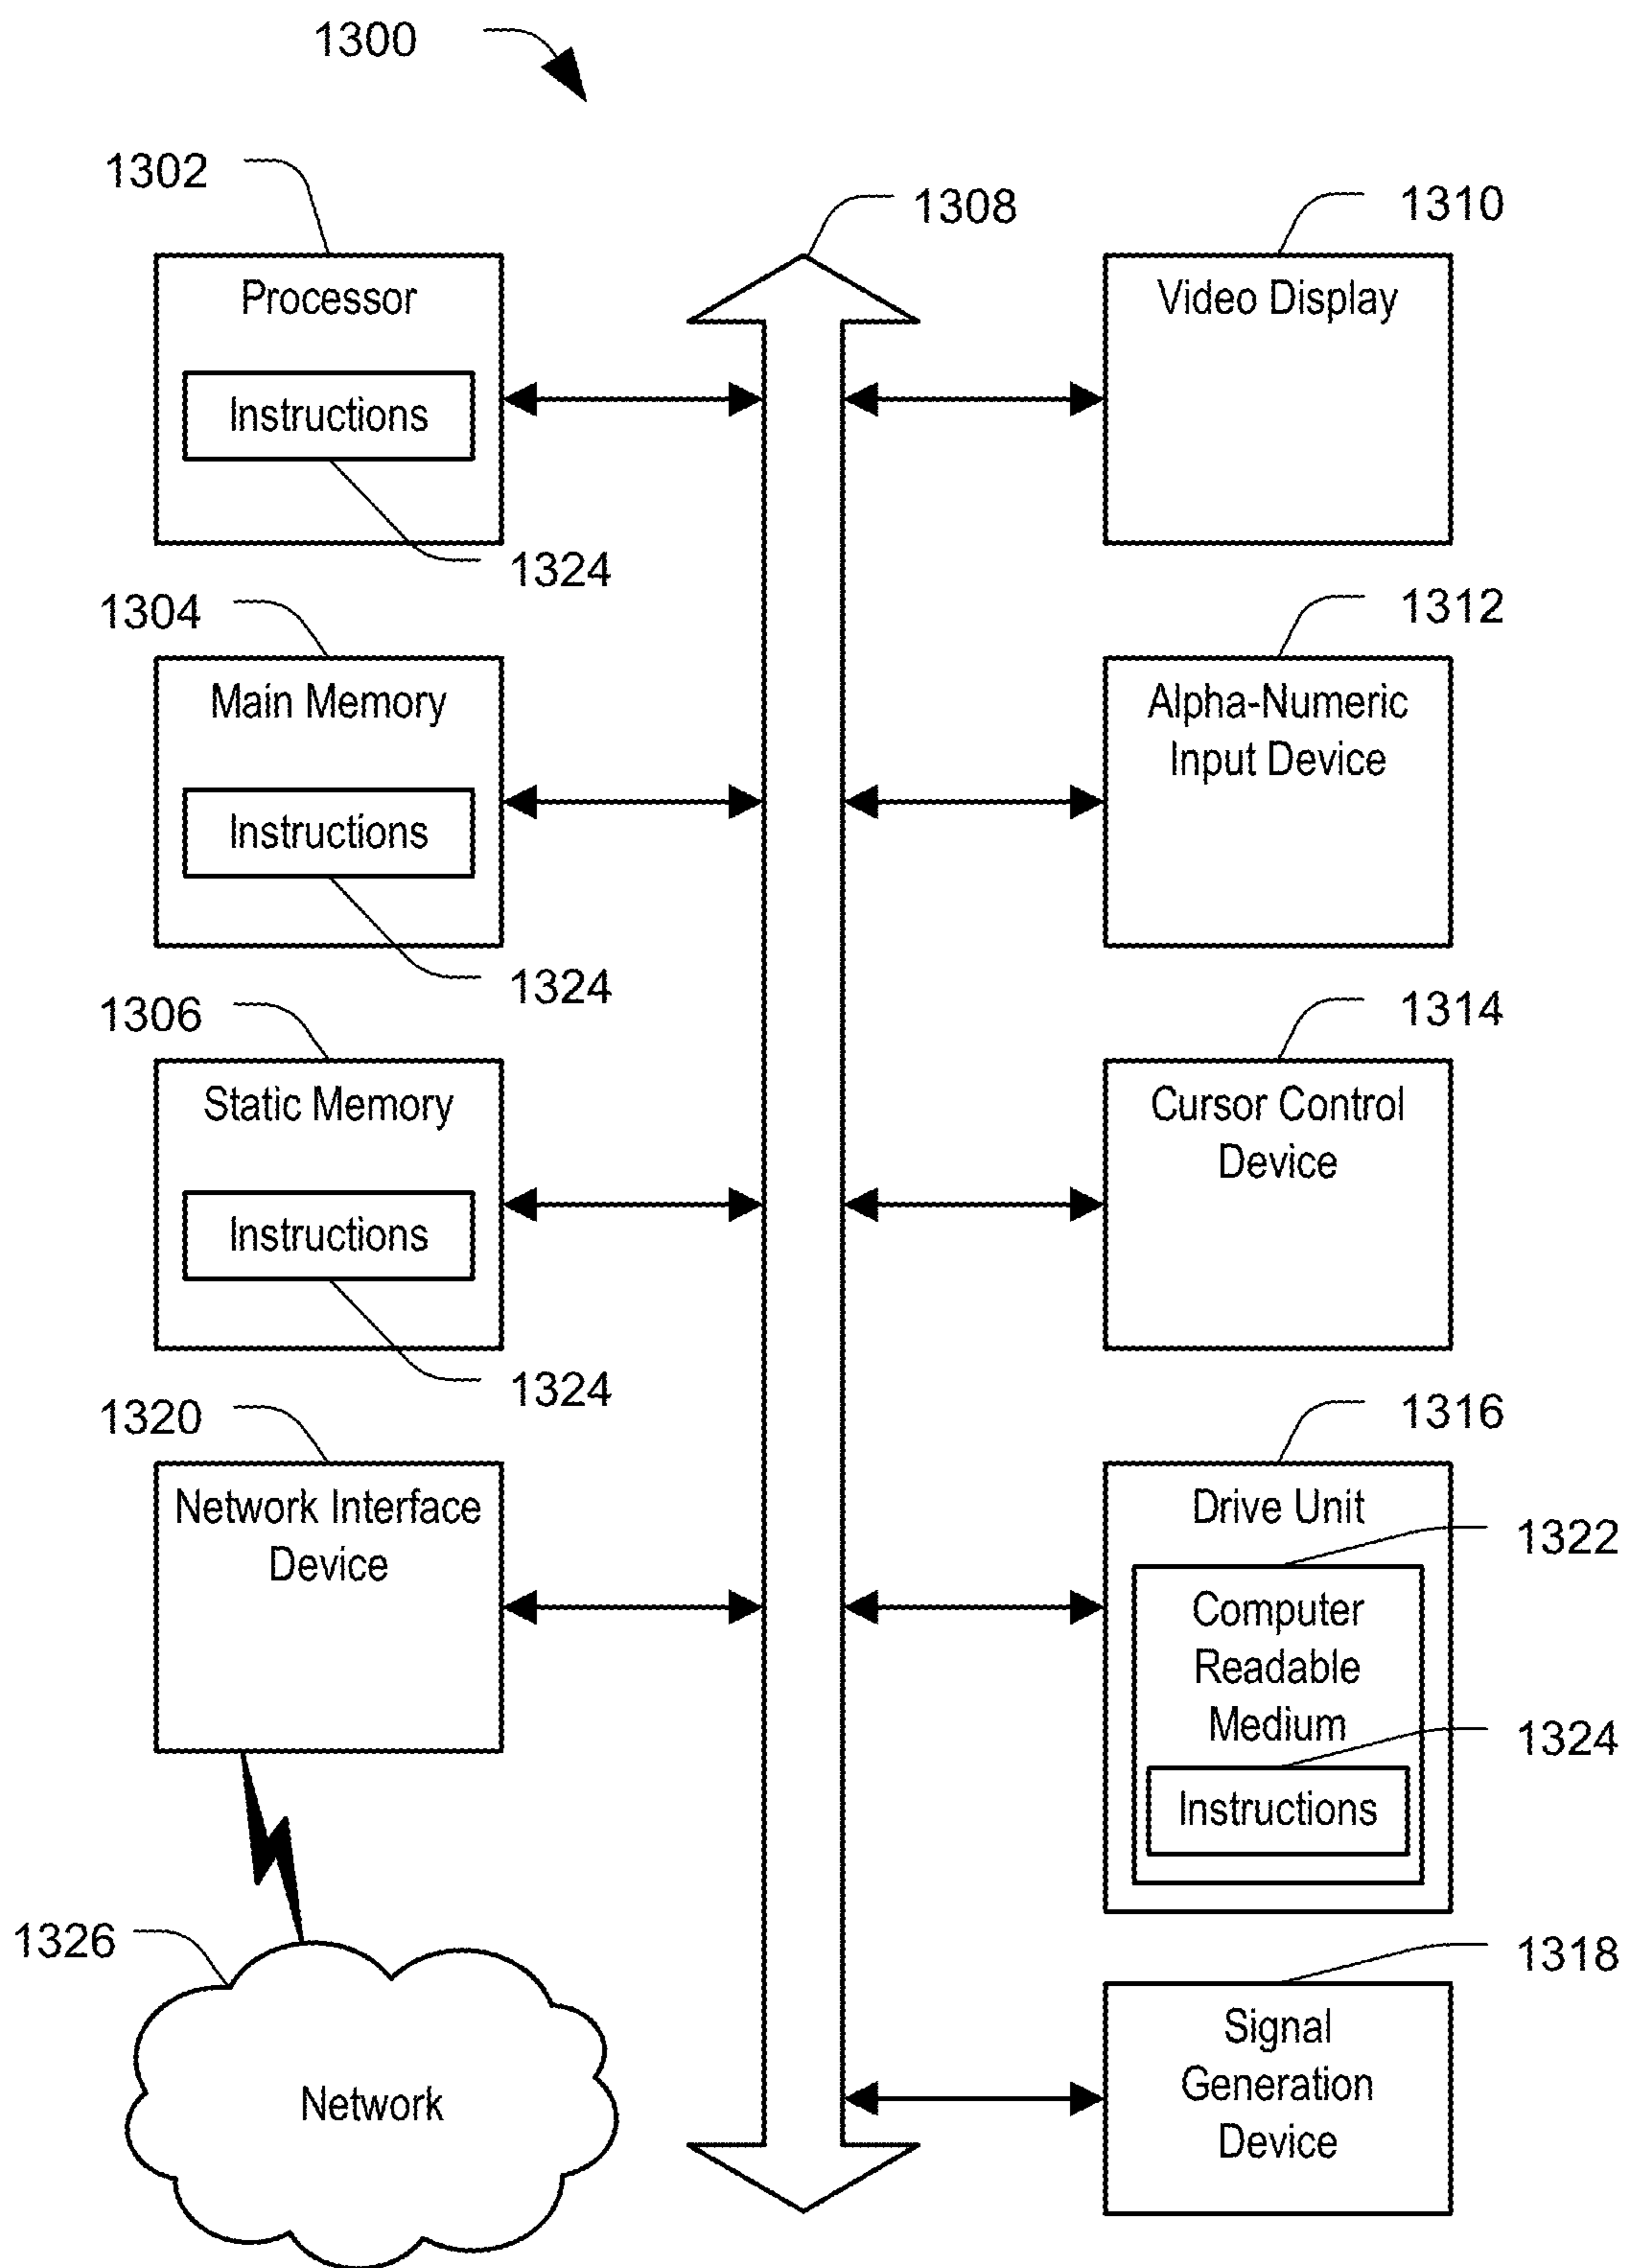 1300
1302
Processor
Instructions
1324
1304
Main Memory
Instructions
1324
1306
Static Memory
Instructions
1324
1320
Network Interface
Device
1326
Network
1308
1310
Video Display
1312
Alpha-Numeric
Input Device
1314
Cursor Control
Device
1316
Drive Unit
1322
Computer
Readable
Medium
1324
Instructions
1318
Signal
Generation
Device